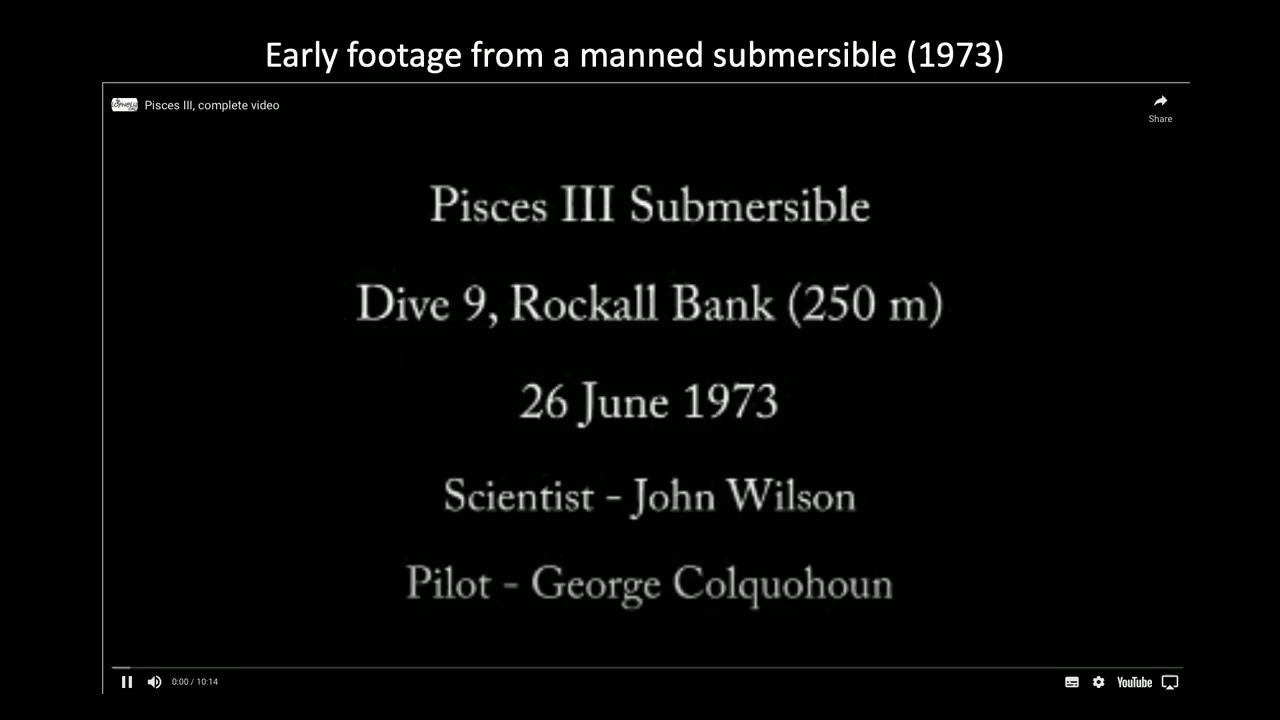 Early footage from a manned submersible (1973)
Pisces III, complete video
Share
Pisces III Submersible
Dive 9, Rockall Bank (250 m)
26 June 1973
Scientist - John Wilson
Pilot - George Colquohoun
0:00 / 10:14
YouTube